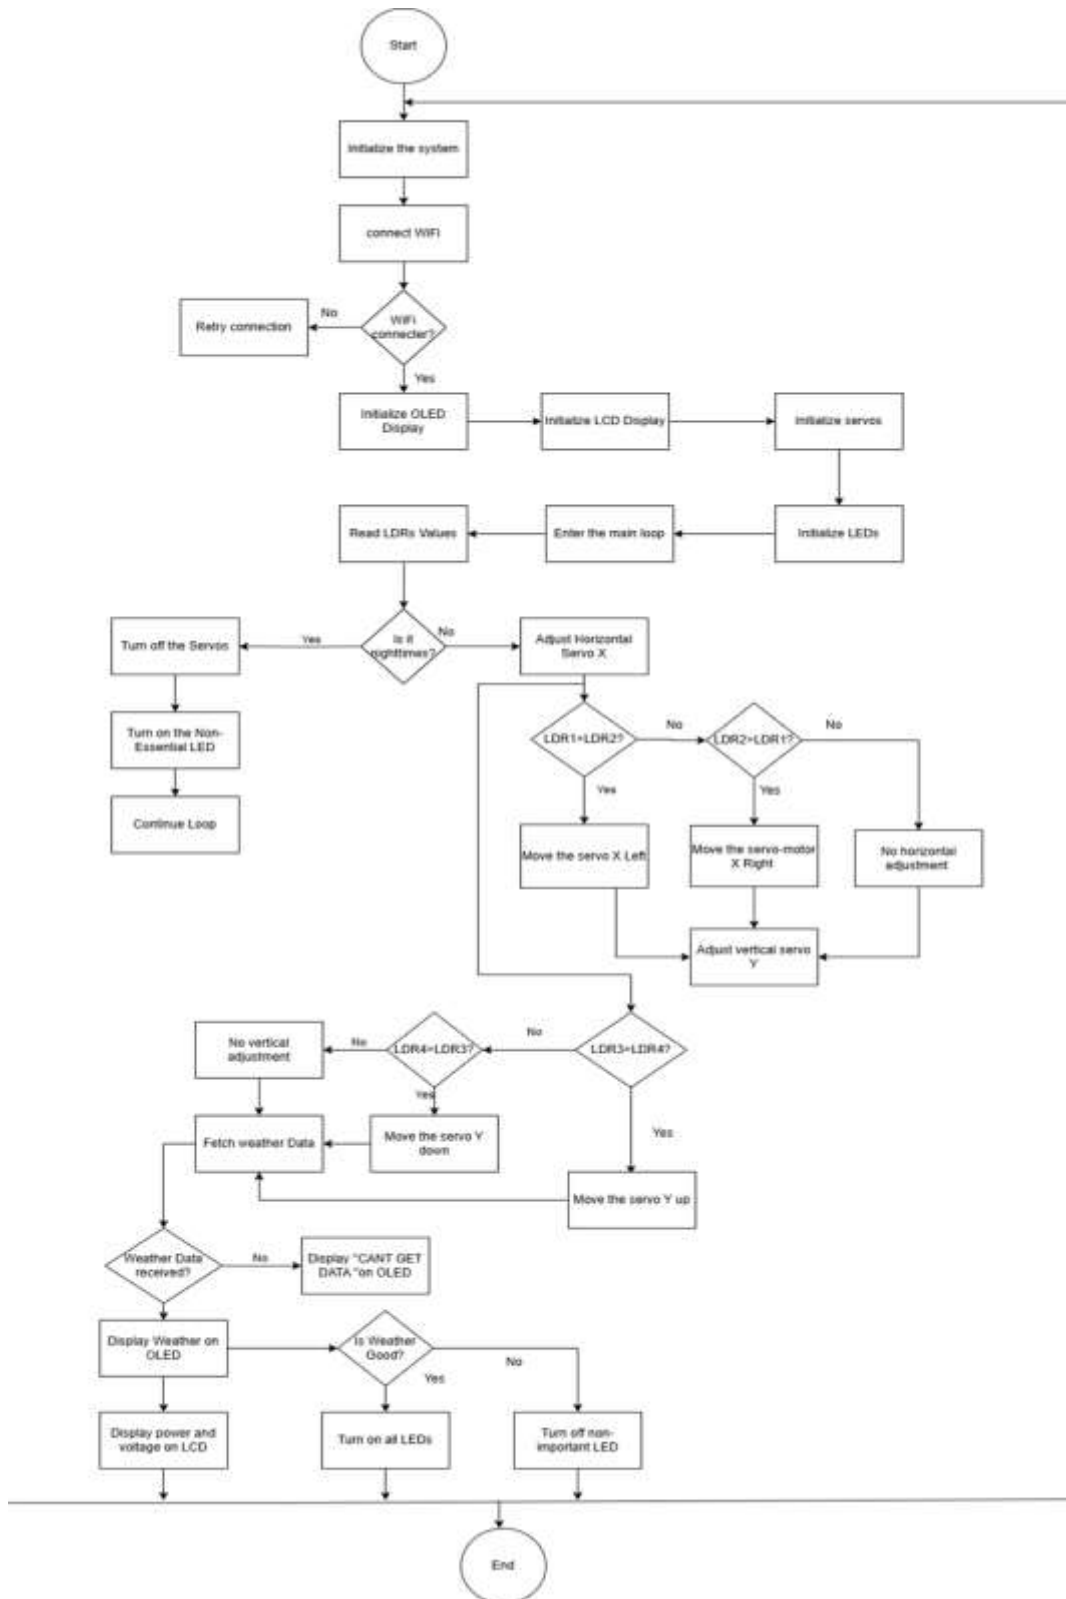 Start
Initialize the system
connect WIFI
WIFI
connecter?
No
Retry connection
Yes
Initialize OLED
Display
Initialize LCD Display
Initialize servos
Initialize LEDs
Enter the main loop
Read LDRs Values
Is it
nighttimes?
Yes
No
Turn off the Servos
Turn on the Non-
Essential LED
Continue Loop
Adjust Horizontal
Servo X
LDR1>LDR2?
No
LDR2>LDR1?
No
Yes
Yes
Move the servo X Left
Move the servo-motor
X Right
No horizontal
adjustment
Adjust vertical servo
Y
LDR3>LDR4?
No
LDR4>LDR3?
No
No vertical
adjustment
Yes
Yes
Move the servo Y
down
Fetch weather Data
Move the servo Y up
Weather Data
received?
No
Display "CANT GET
DATA "on OLED
Display Weather on
OLED
Is Weather
Good?
No
Yes
Display power and
voltage on LCD
Turn on all LEDs
Turn off non-
important LED
End